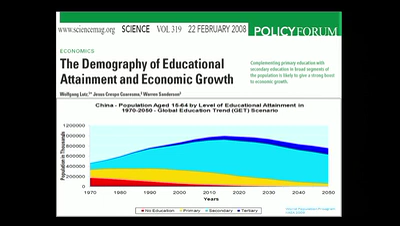 www.sciencemag.org SCIENCE VOL 319 22 FEBRUARY 2008 POLICYFORUM
ECONOMICS
The Demography of Educational
Attainment and Economic Growth
Complementing primary education with
secondary education in broad segments of
the population is likely to give a strong boost
to economic growth.
Wolfgang Lutz, Jesus Crespo Cuaresma, Warren Sanderson
China - Population Aged 15-64 by Level of Educational Attainment in
1970-2050 - Global Education Trend (GET) Scenario
Population in Thousands
1200000
1000000
800000
600000
400000
200000
0
1970 1980 1990 2000 2010 2020 2030 2040 2050
Years
No Education Primary Secondary Tertiary